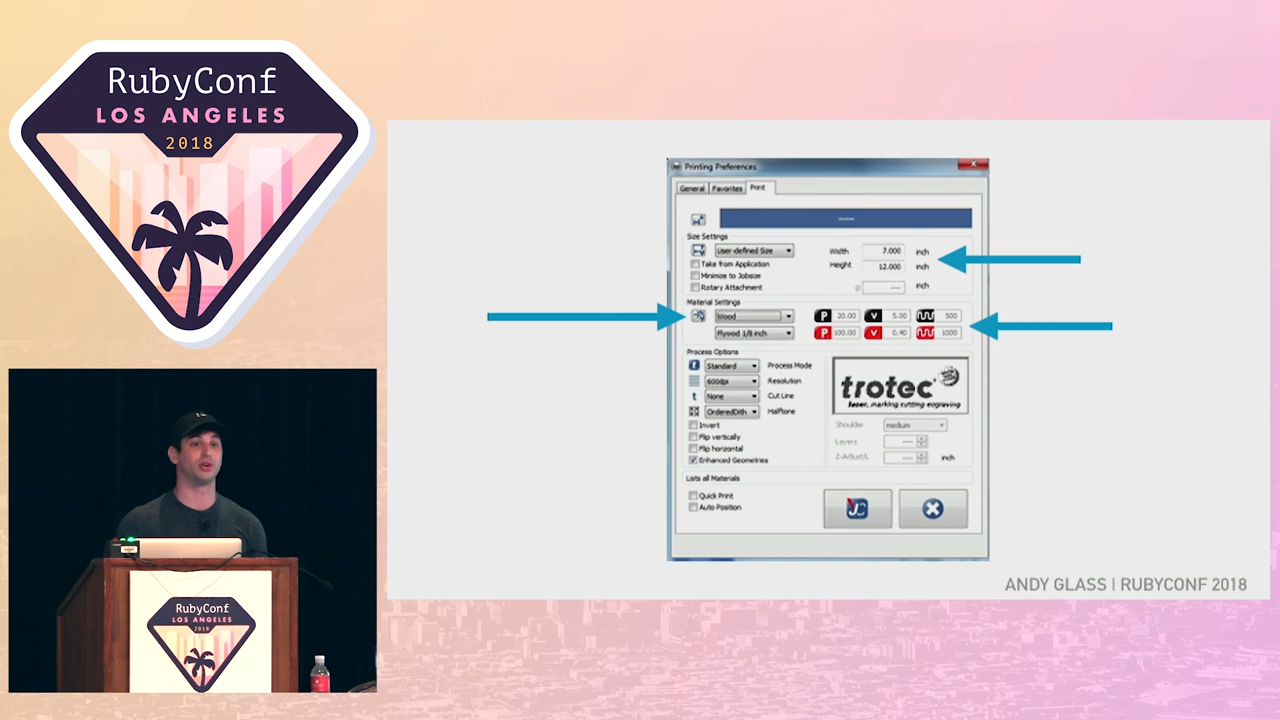 RubyConf
LOS ANGELES
2018
Printing Preferences
General Favorites Print
Size Settings
User-defined Size Width 7.000 inch
Take from Application Height 12.000 inch
Minimize to Jobsize
Rotary Attachment inch
Material Settings
Wood P 20.00 V 5.00 500
Plywod 1/8 inch P 100.00 V 0.40 1000
Process Options
Standard Process Mode
600dpi Resolution
t None Cut Line
OrderedDith Halftone
Invert
Flip vertically
Flip horizontal
Enhanced Geometries
trotec
laser. marking cutting engraving
Shoulder medium
Layers
Z-Adjust/L inch
Lists all Materials
Quick Print
Auto Position
JC
ANDY GLASS | RUBYCONF 2018
RubyConf
LOS ANGELES
2018